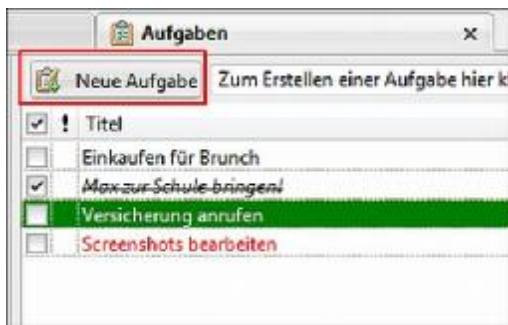 Aufgaben
Neue Aufgabe Zum Erstellen einer Aufgabe hier k
! Titel
Einkaufen für Brunch
Max zur Schule bringen!
Versicherung anrufen
Screenshots bearbeiten